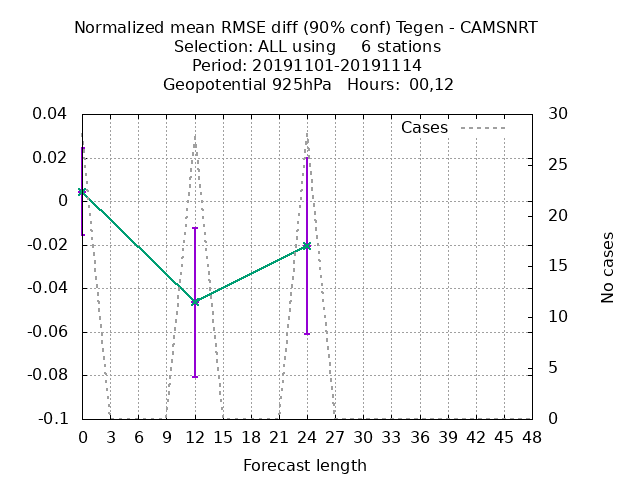 Normalized mean RMSE diff (90% conf) Tegen - CAMSNRT
Selection: ALL using     6 stations
Period: 20191101-20191114
Geopotential 925hPa   Hours:  00,12
Cases
0.04
0.02
0
-0.02
-0.04
-0.06
-0.08
-0.1
30
25
20
15
10
5
0
No cases
0 3 6 9 12 15 18 21 24 27 30 33 36 39 42 45 48
Forecast length